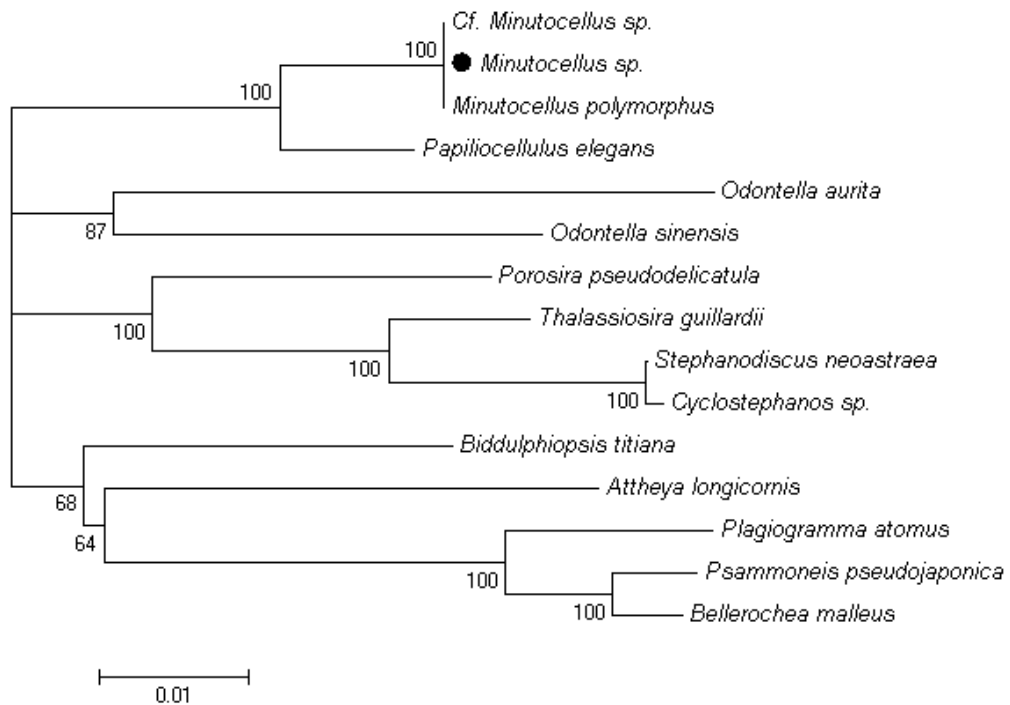 Cf. Minutocellus sp.
100
Minutocellus sp.
100
Minutocellus polymorphus
Papiliocellulus elegans
Odontella aurita
87
Odontella sinensis
Porosira pseudodelicatula
Thalassiosira guillardii
100
Stephanodiscus neoastraea
100
100
Cyclostephanos sp.
Biddulphiopsis titiana
Attheya longicornis
68
Plagiogramma atomus
64
Psammoneis pseudojaponica
100
100
Bellerochea malleus
0.01